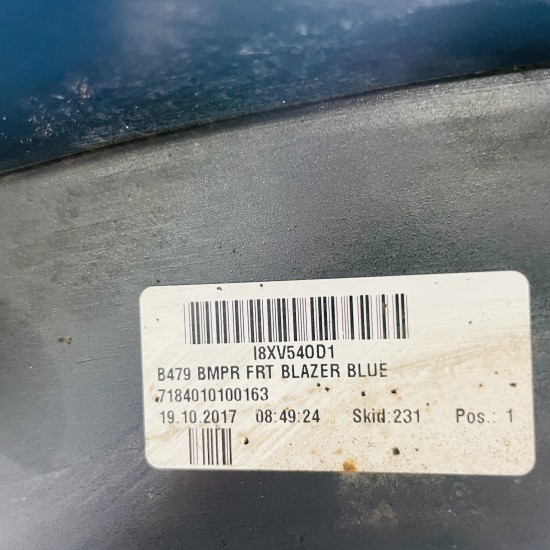 I8XV540D1
B479 BMPR FRT BLAZER BLUE
7184010100163
19.10.2017 08:49:24 Skid:231 Pos.: 1